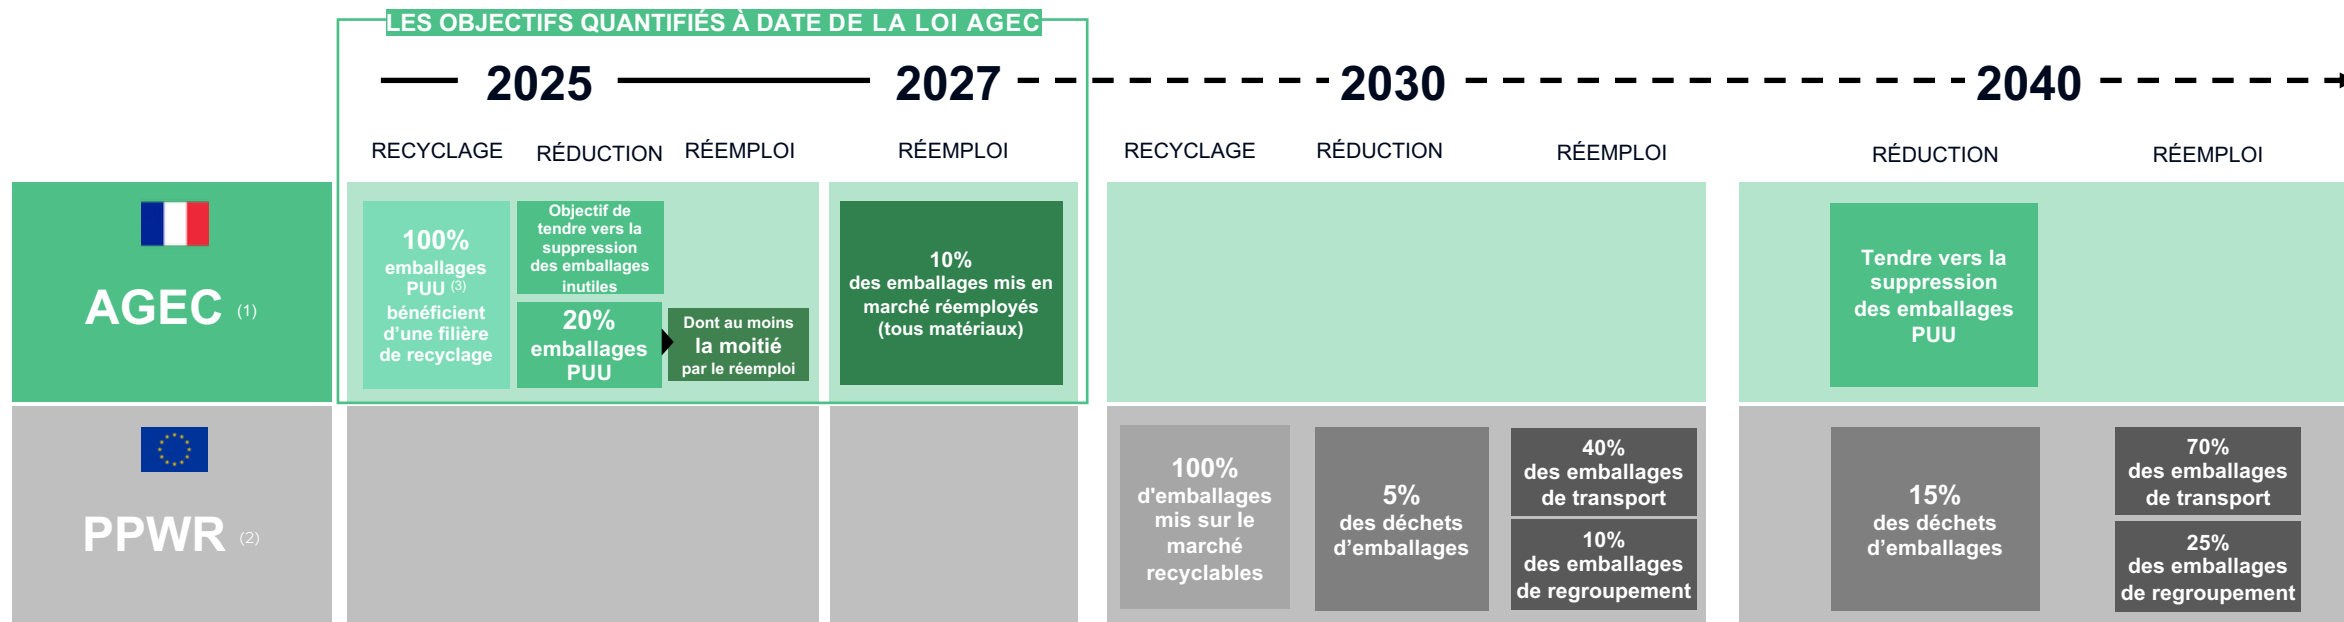 LES OBJECTIFS QUANTIFIÉS À DATE DE LA LOI AGEC
2025
2027
2030
2040
RECYCLAGE
RÉDUCTION
RÉEMPLOI
RÉEMPLOI
RECYCLAGE
RÉDUCTION
RÉEMPLOI
RÉDUCTION
RÉEMPLOI
AGEC (1)
100%
emballages
PUU (3)
bénéficient
d’une filière
de recyclage
Objectif de
tendre vers la
suppression
des emballages
inutiles
20%
emballages
PUU
Dont au moins
la moitié
par le réemploi
10%
des emballages mis en
marché réemployés
(tous matériaux)
Tendre vers la
suppression
des emballages
PUU
PPWR (2)
100%
d'emballages
mis sur le
marché
recyclables
5%
des déchets
d’emballages
40%
des emballages
de transport
10%
des emballages
de regroupement
15%
des déchets
d’emballages
70%
des emballages
de transport
25%
des emballages
de regroupement